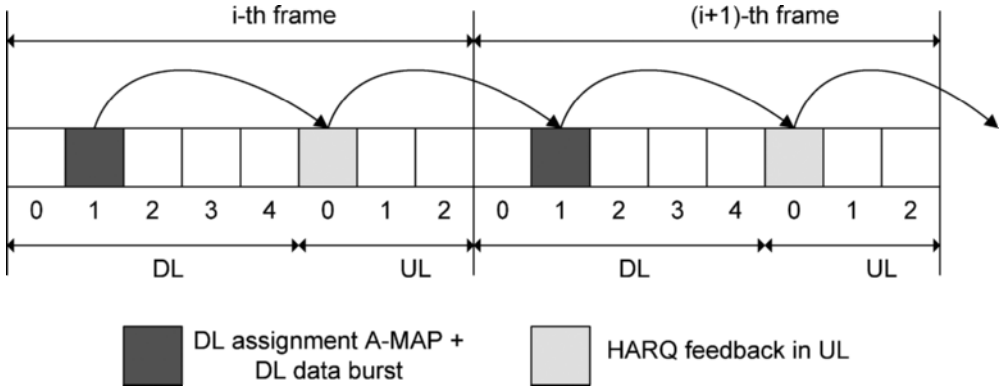 i-th frame (i+1)-th frame
0 1 2 3 4 0 1 2 0 1 2 3 4 0 1 2
DL UL DL UL
DL assignment A-MAP +
DL data burst
HARQ feedback in UL